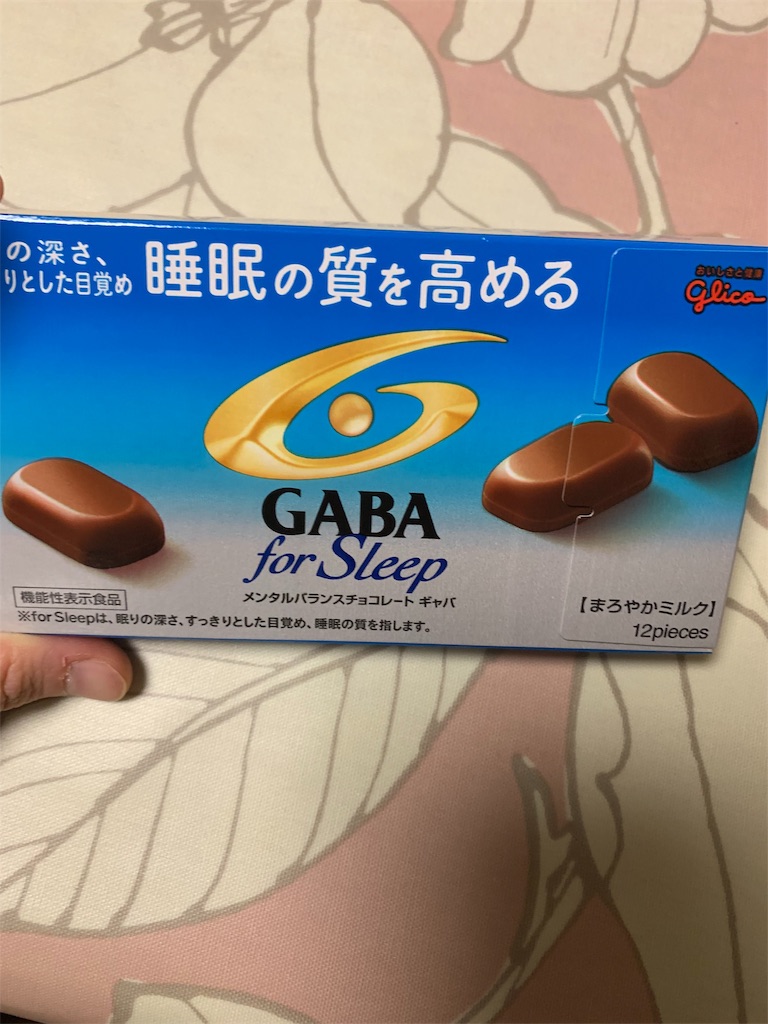 の深さ、
りとした目覚め
睡眠の質を高める
おいしさと健康
glico
GABA
for Sleep
メンタルバランスチョコレート ギャバ
機能性表示食品
※for Sleepは、眠りの深さ、すっきりとした目覚め、睡眠の質を指します。
【まろやかミルク】
12pieces